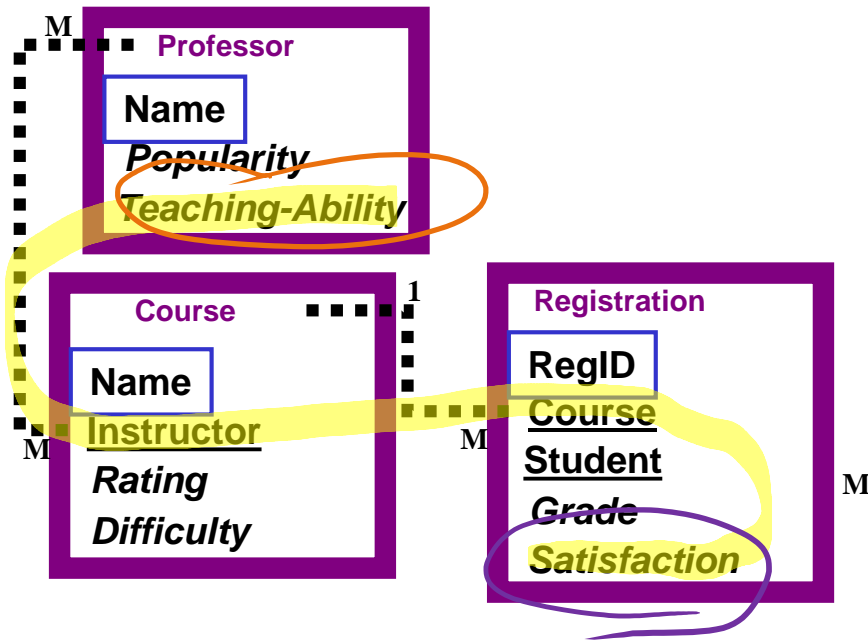 M
Professor
Name
Popularity
Teaching-Ability
Course
1
Registration
Name
RegID
Instructor
Course
M
M
Student
M
Rating
Grade
Difficulty
Satisfaction